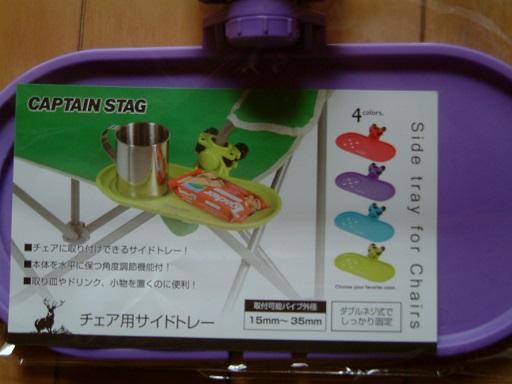 CAPTAIN STAG
4 colors.
Side tray for Chairs
■チェアに取り付けできるサイドトレー！
■本体を水平に保つ角度調節機能付！
■取り皿やドリンク、小物を置くのに便利！
Choose your favorite color.
チェア用サイドトレー
取付可能パイプ外径
15mm～35mm
ダブルネジ式で
しっかり固定